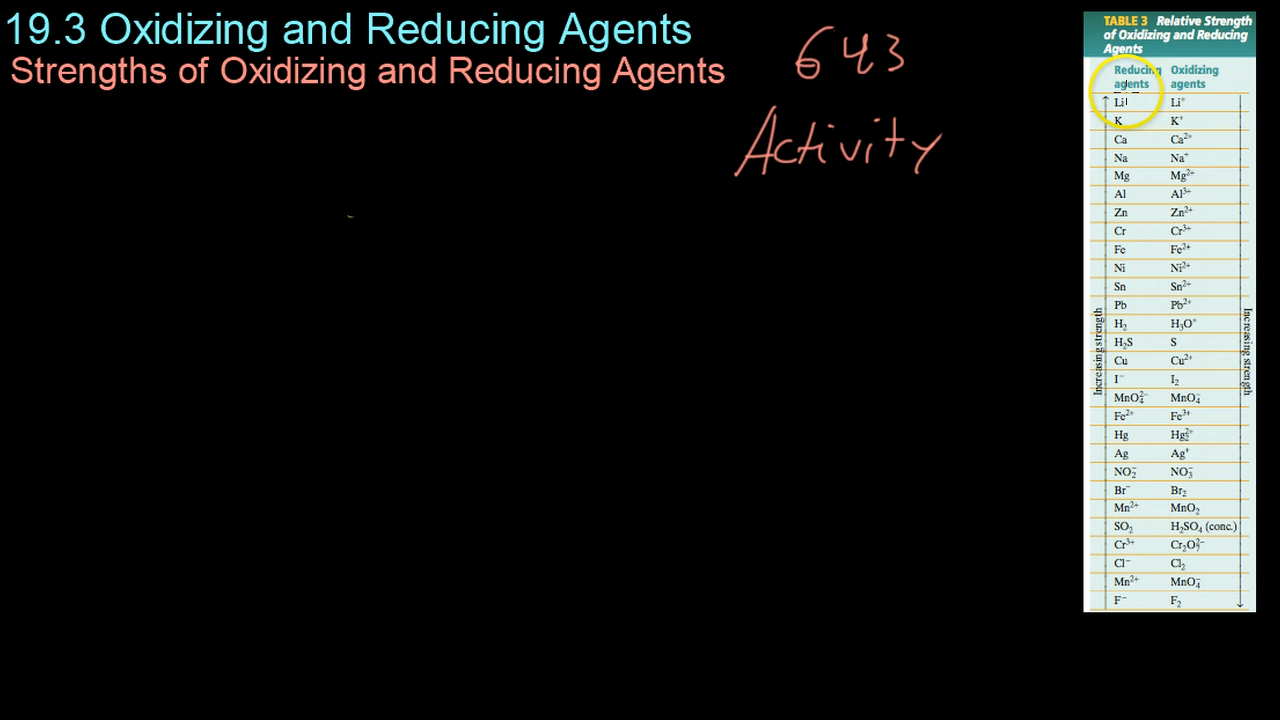 19.3 Oxidizing and Reducing Agents
Strengths of Oxidizing and Reducing Agents
643
Activity
TABLE 3 Relative Strength
of Oxidizing and Reducing
Agents
Reducing agents Oxidizing agents
Li Li⁺
K K⁺
Ca Ca²⁺
Na Na⁺
Mg Mg²⁺
Al Al³⁺
Zn Zn²⁺
Cr Cr³⁺
Fe Fe²⁺
Ni Ni²⁺
Sn Sn²⁺
Pb Pb²⁺
H₂ H₃O⁺
H₂S S
Cu Cu²⁺
I⁻ I₂
MnO₄²⁻ MnO₄⁻
Fe²⁺ Fe³⁺
Hg Hg₂²⁺
Ag Ag⁺
NO₂⁻ NO₃⁻
Br⁻ Br₂
Mn²⁺ MnO₂
SO₂ H₂SO₄ (conc.)
Cr³⁺ Cr₂O₇²⁻
Cl⁻ Cl₂
Mn²⁺ MnO₄⁻
F⁻ F₂
Increasing strength
Increasing strength